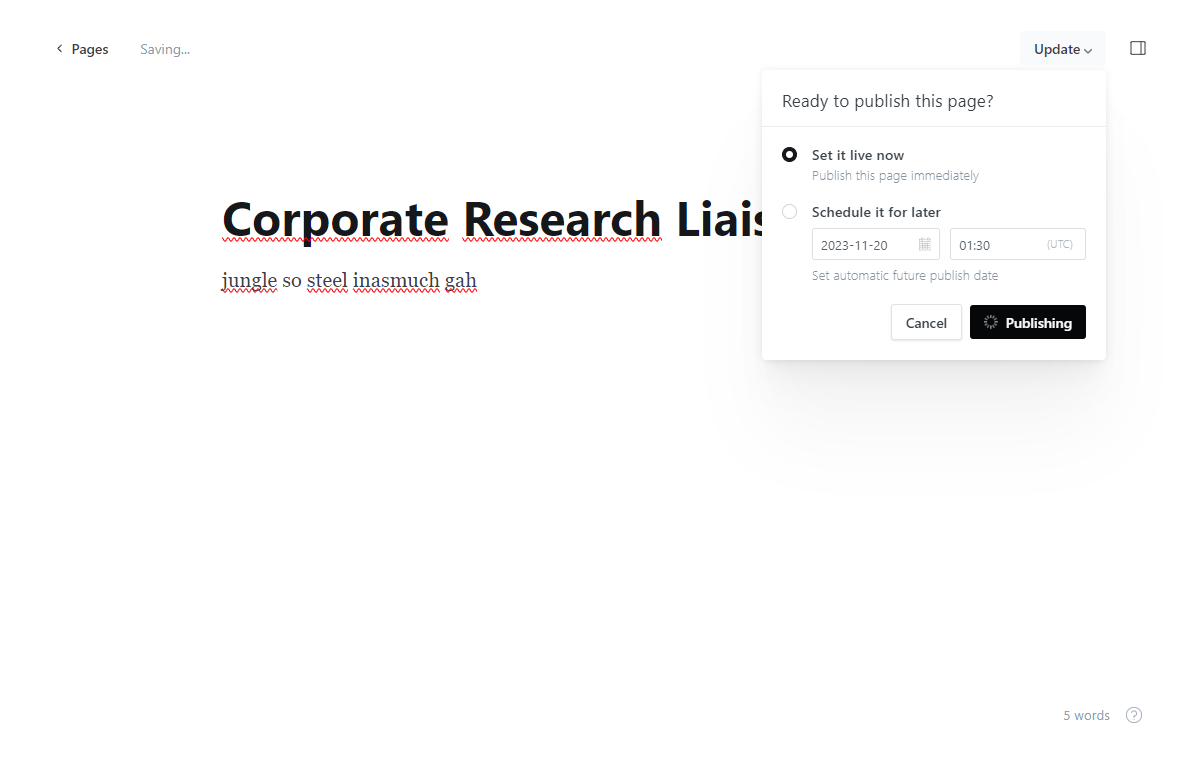 Pages Saving... Update
Ready to publish this page?
Set it live now
Publish this page immediately
Corporate Research
Schedule it for later
2023-11-20 01:30 (UTC)
Set automatic future publish date
jungle so steel inasmuch gah
Cancel Publishing
5 words